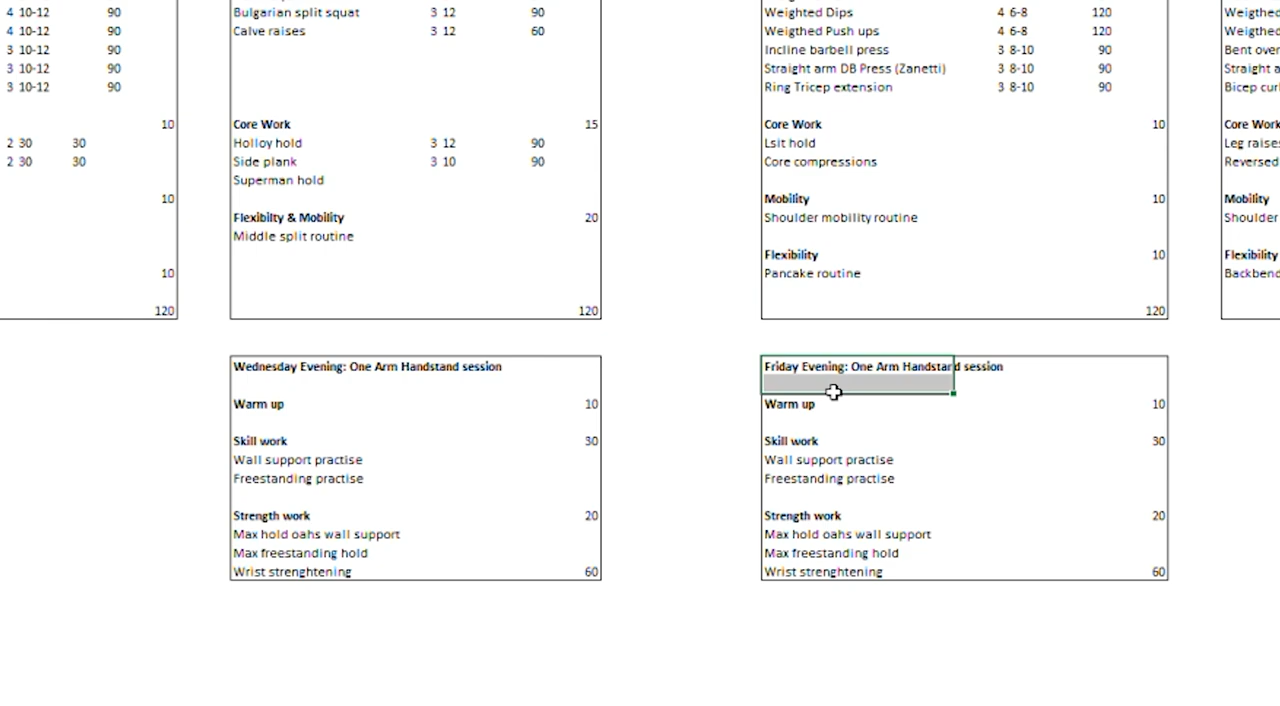 4 10-12 90
4 10-12 90
3 10-12 90
3 10-12 90
3 10-12 90
10
2 30 30
2 30 30
10
10
120
Bulgarian split squat 3 12 90
Calve raises 3 12 60
Core Work 15
Holloy hold 3 12 90
Side plank 3 10 90
Superman hold
Flexibilty & Mobility 20
Middle split routine
120
Weighted Dips 4 6-8 120
Weigthed Push ups 4 6-8 120
Incline barbell press 3 8-10 90
Straight arm DB Press (Zanetti) 3 8-10 90
Ring Tricep extension 3 8-10 90
Core Work 10
Lsit hold
Core compressions
Mobility 10
Shoulder mobility routine
Flexibility 10
Pancake routine
120
Weigthed
Weigthed
Bent over
Straight a
Bicep curl
Core Work
Leg raises
Reversed
Mobility
Shoulder
Flexibility
Backbend
Wednesday Evening: One Arm Handstand session
Warm up 10
Skill work 30
Wall support practise
Freestanding practise
Strength work 20
Max hold oahs wall support
Max freestanding hold
Wrist strenghtening 60
Friday Evening: One Arm Handstand session
Warm up 10
Skill work 30
Wall support practise
Freestanding practise
Strength work 20
Max hold oahs wall support
Max freestanding hold
Wrist strenghtening 60